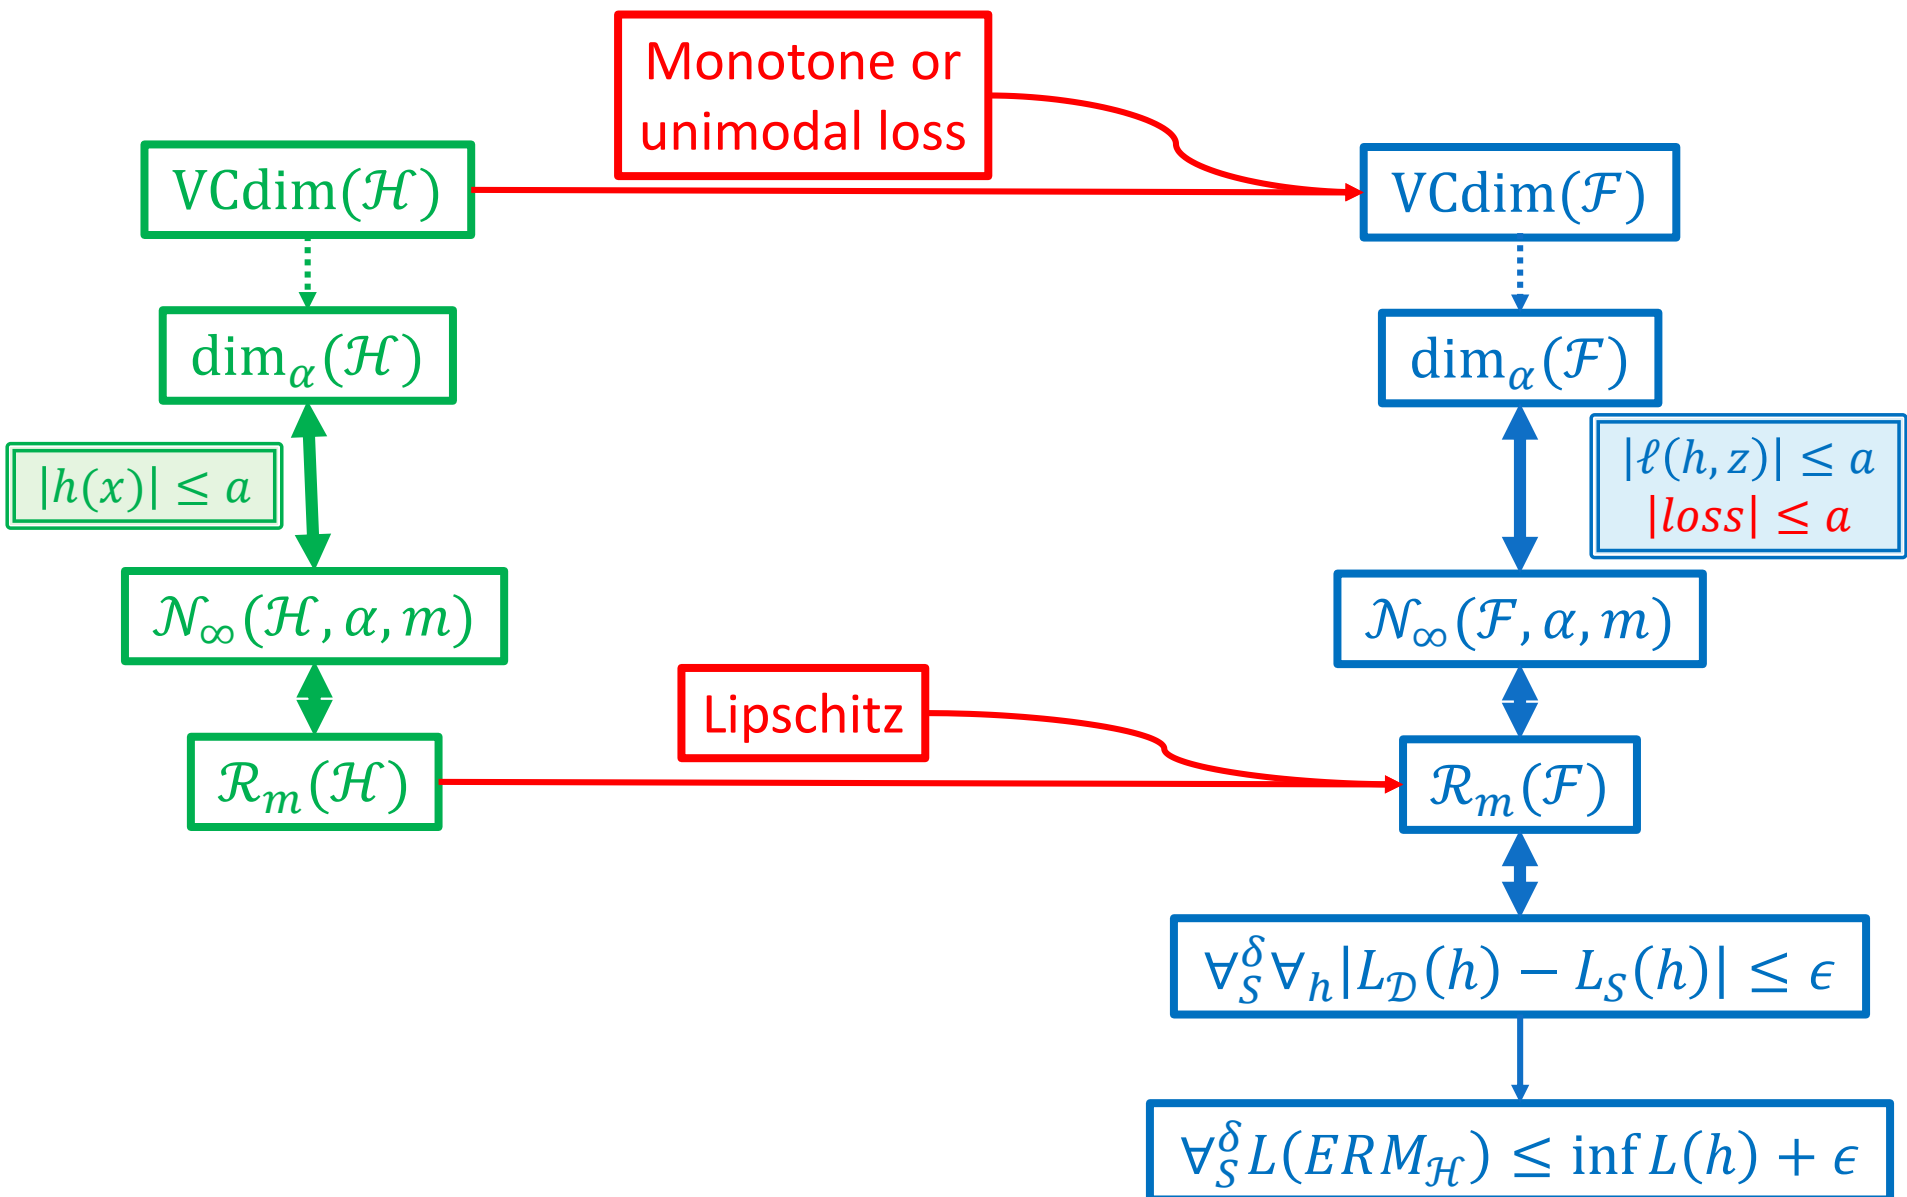 Monotone or
unimodal loss
VCdim(ℋ)
VCdim(ℱ)
dim_α(ℋ)
dim_α(ℱ)
|h(x)| ≤ a
|ℓ(h, z)| ≤ a
|loss| ≤ a
𝒩_∞(ℋ, α, m)
𝒩_∞(ℱ, α, m)
Lipschitz
ℛ_m(ℋ)
ℛ_m(ℱ)
∀_S^δ ∀_h |L_𝒟(h) − L_S(h)| ≤ ϵ
∀_S^δ L(ERM_ℋ) ≤ inf L(h) + ϵ